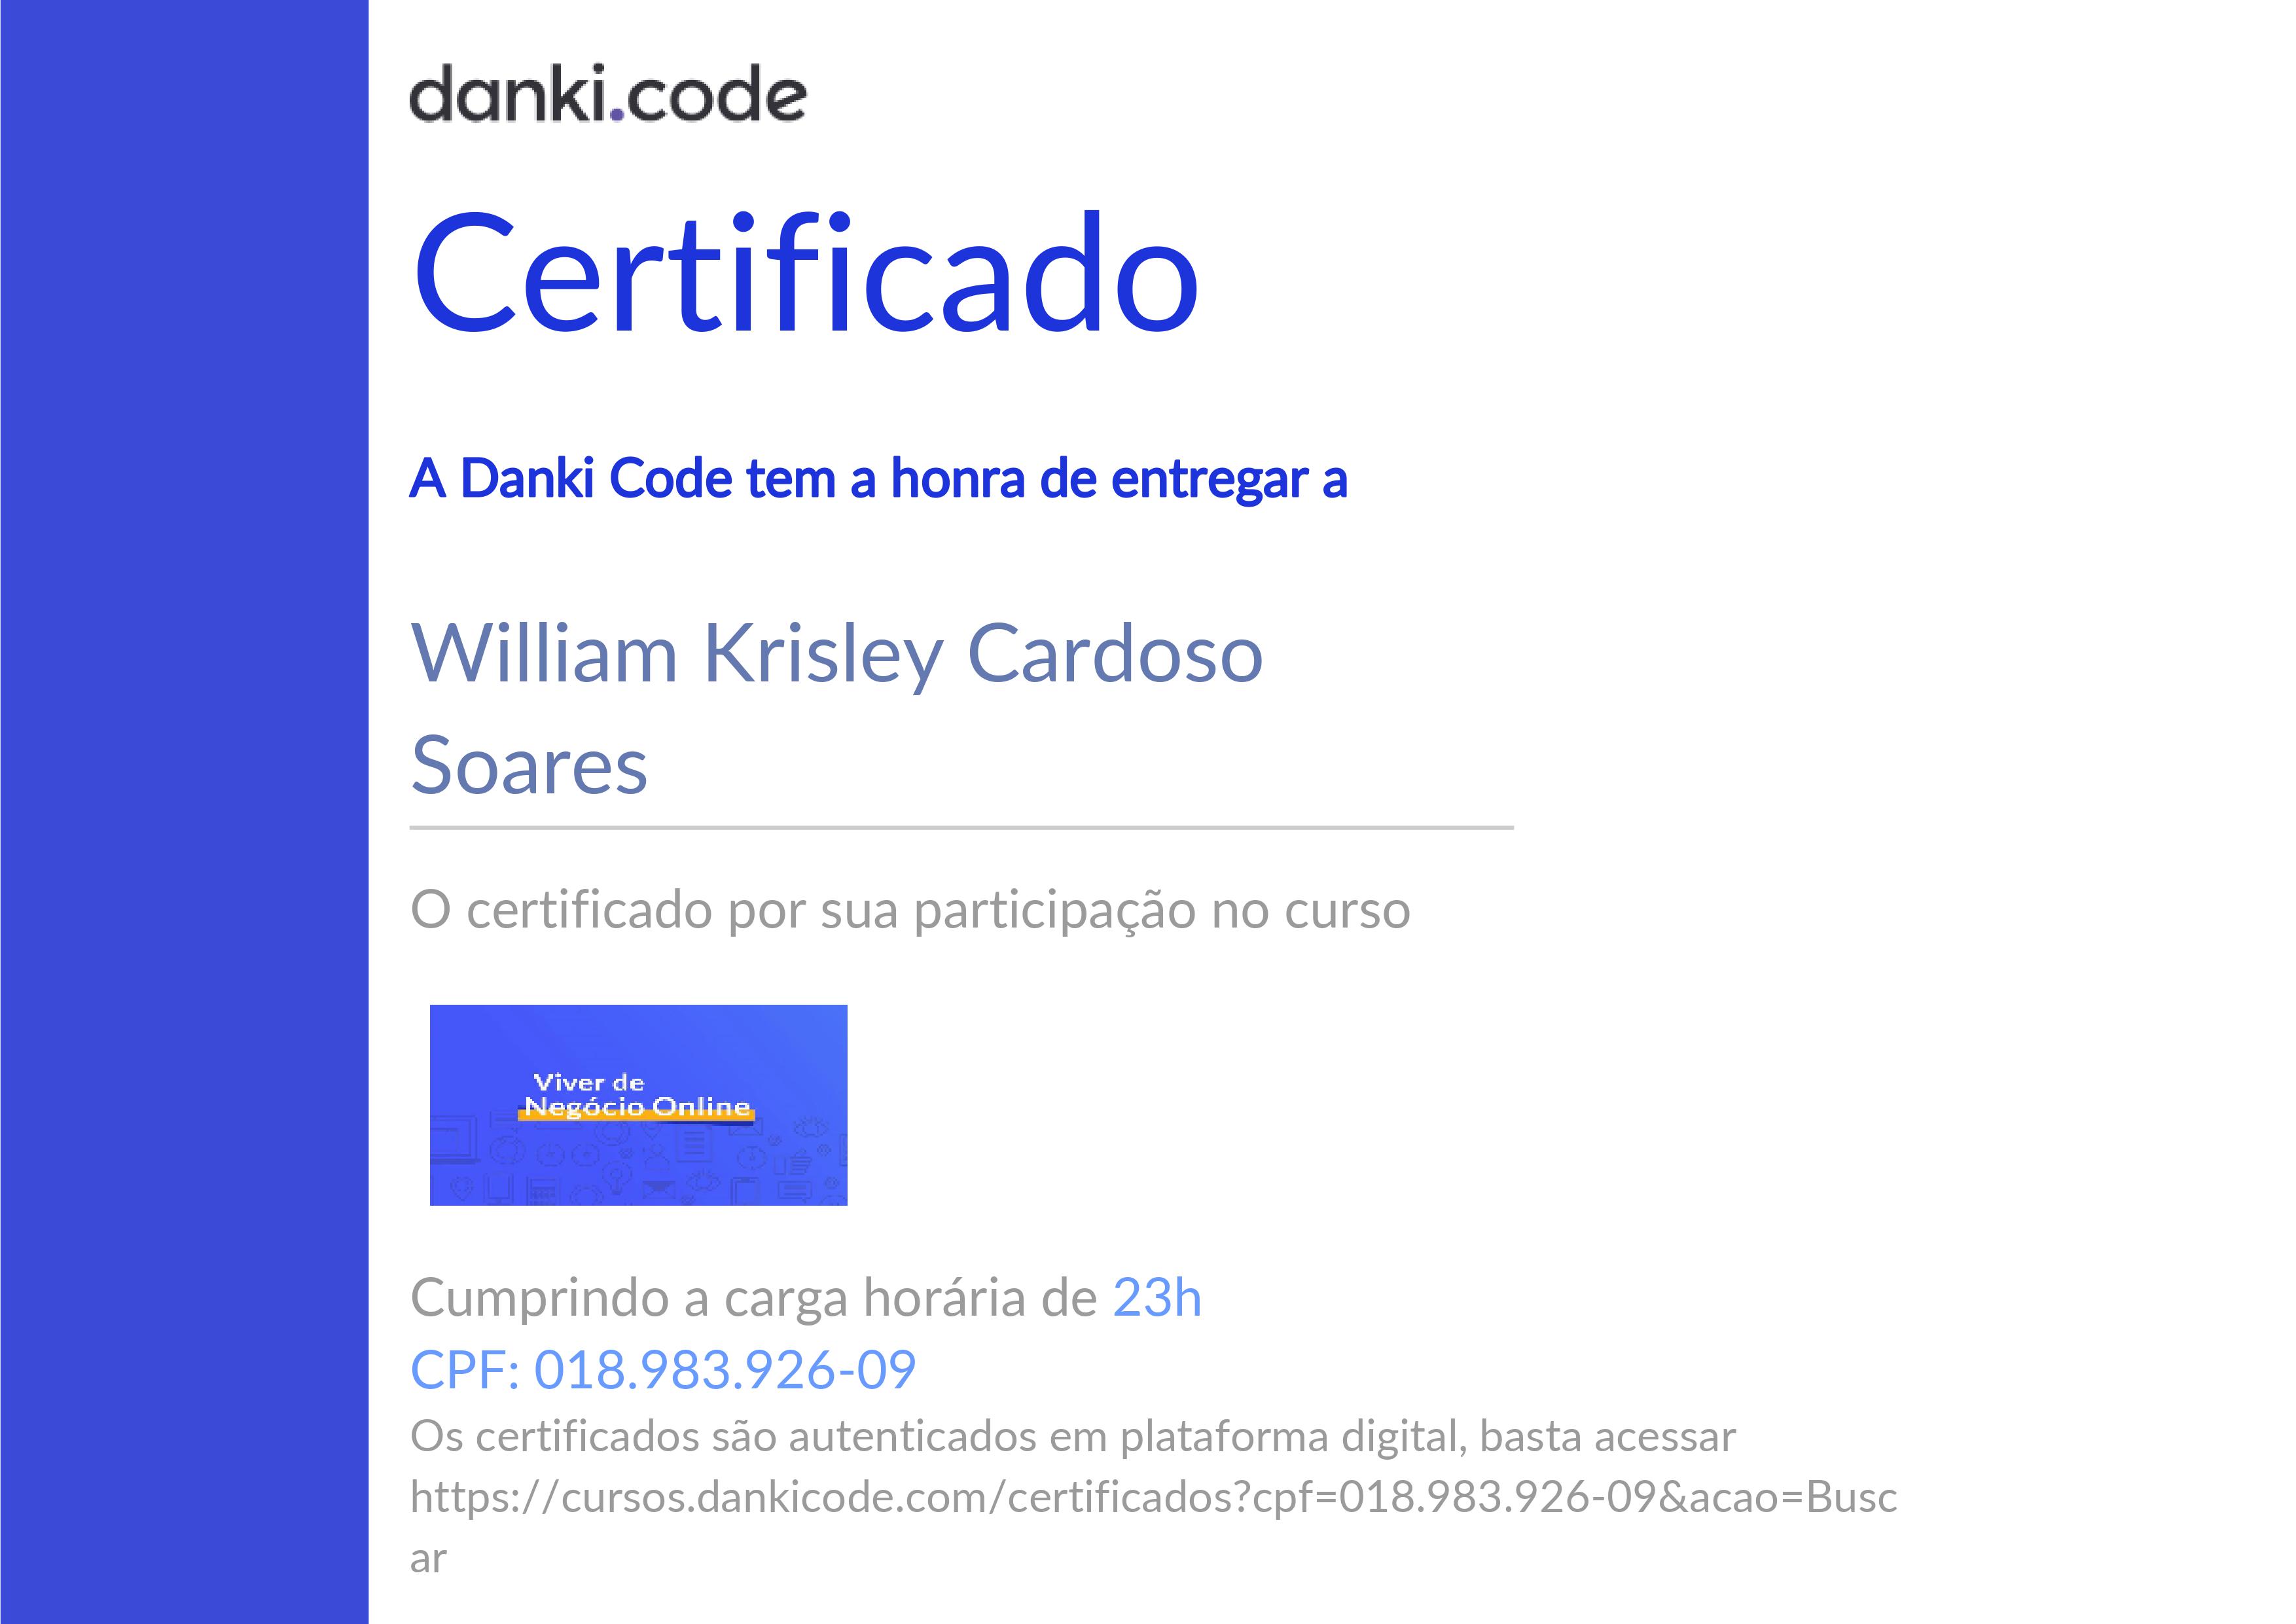 danki.code
Certificado
A Danki Code tem a honra de entregar a
William Krisley Cardoso
Soares
O certificado por sua participação no curso
Viver de
Negócio Online
Cumprindo a carga horária de 23h
CPF: 018.983.926-09
Os certificados são autenticados em plataforma digital, basta acessar
https://cursos.dankicode.com/certificados?cpf=018.983.926-09&acao=Busc
ar